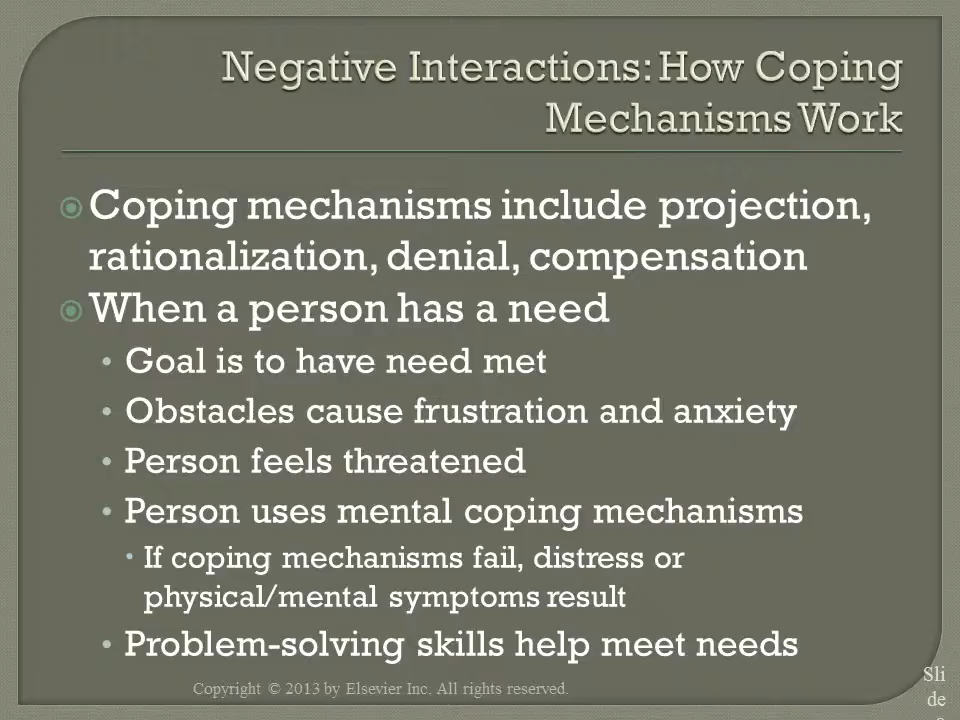 Negative Interactions: How Coping
Mechanisms Work
Coping mechanisms include projection,
rationalization, denial, compensation
When a person has a need
Goal is to have need met
Obstacles cause frustration and anxiety
Person feels threatened
Person uses mental coping mechanisms
If coping mechanisms fail, distress or
physical/mental symptoms result
Problem-solving skills help meet needs
Copyright © 2013 by Elsevier Inc. All rights reserved.
Sli
de